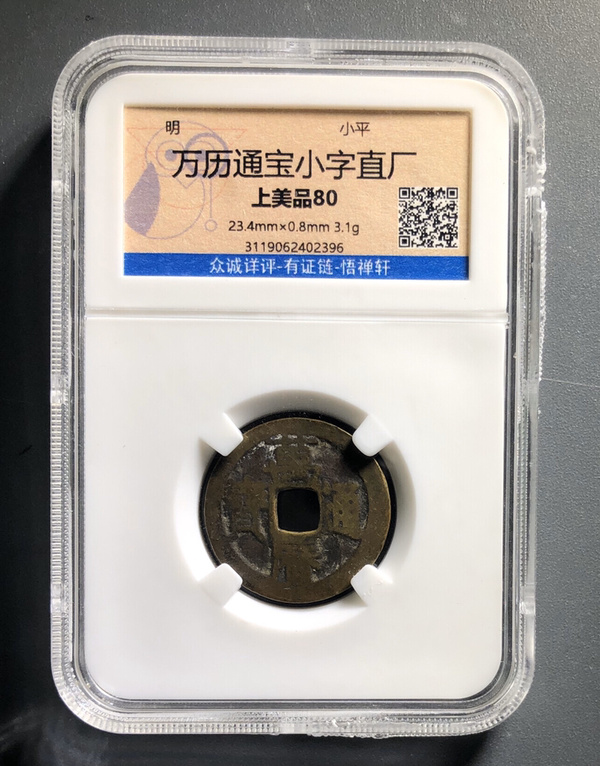 明 小平
万历通宝小字直厂
上美品80
23.4mm×0.8mm 3.1g
3119062402396
众诚详评-有证链-悟禅轩